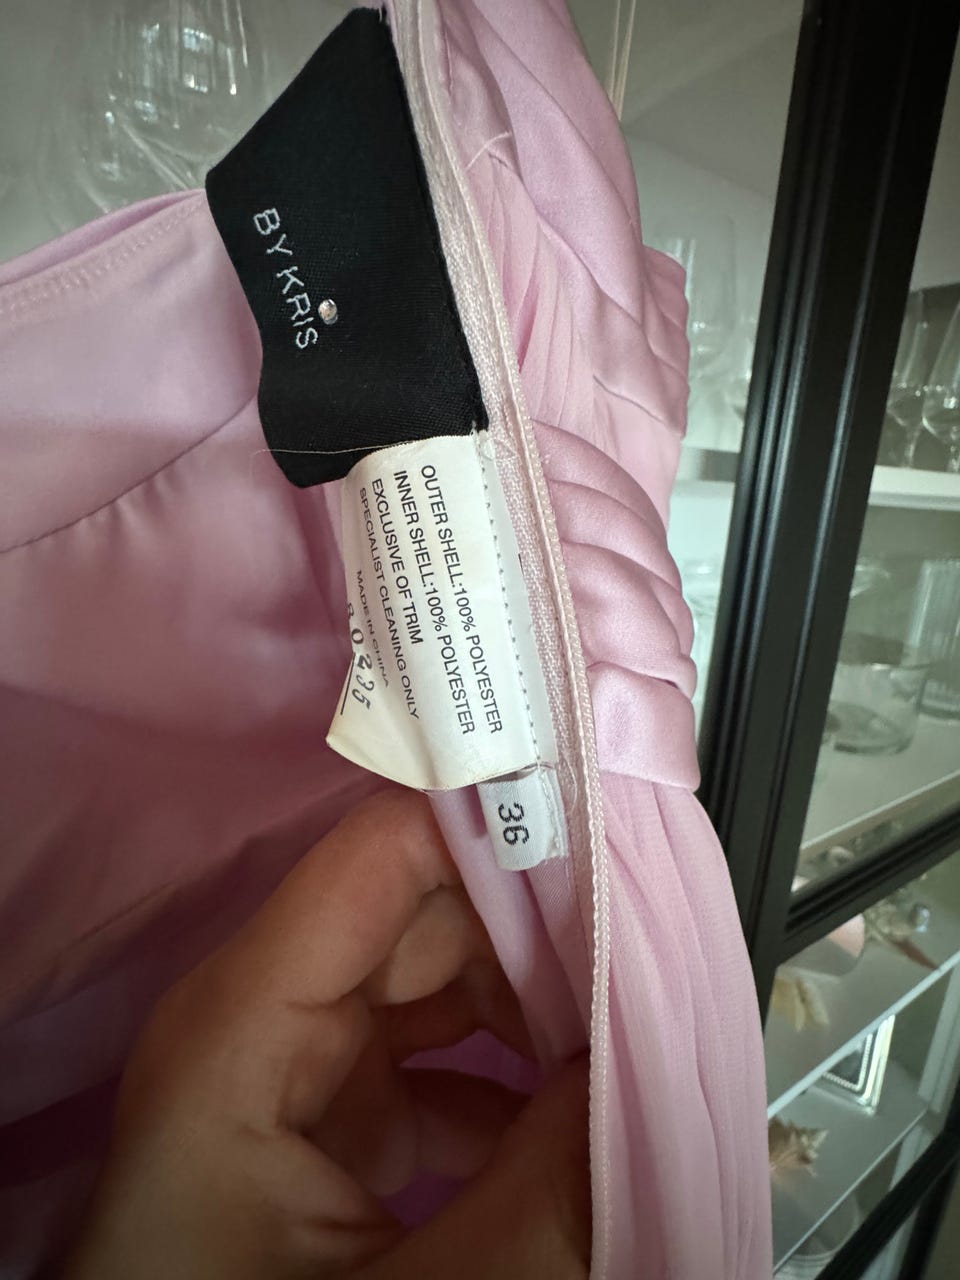 BY KRIS
OUTER SHELL:100% POLYESTER
INNER SHELL:100% POLYESTER
EXCLUSIVE OF TRIM
SPECIALIST CLEANING ONLY
MADE IN CHINA
36